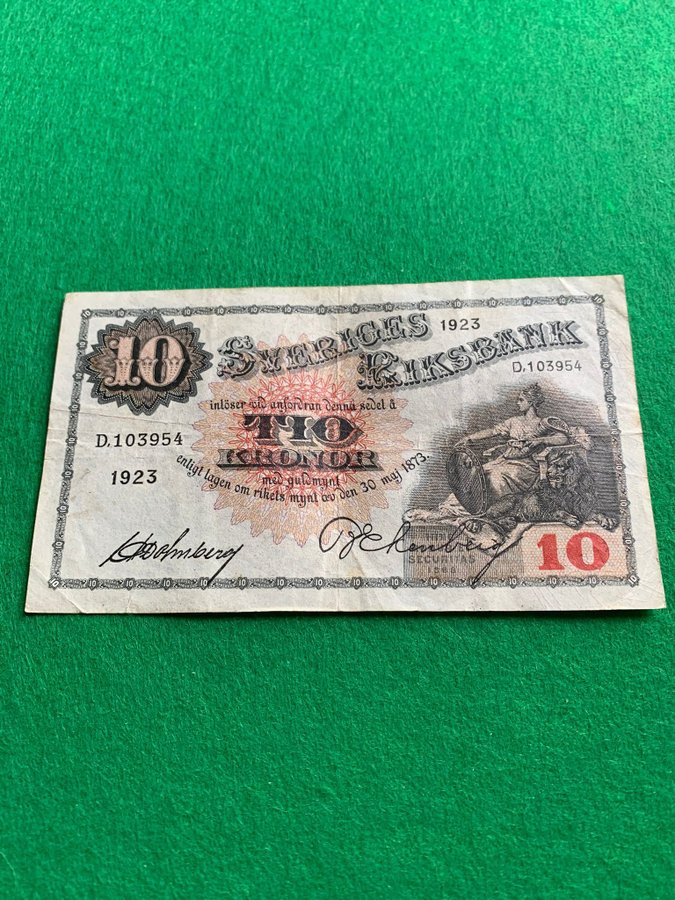 10
SVERIGES
1923
RIKSBANK
D.103954
inlöser vid anfordran denna sedel å
TIO
KRONOR
med guldmynt
enligt lagen om rikets mynt av den 30 maj 1873.
D.103954
1923
SECURITAS
10